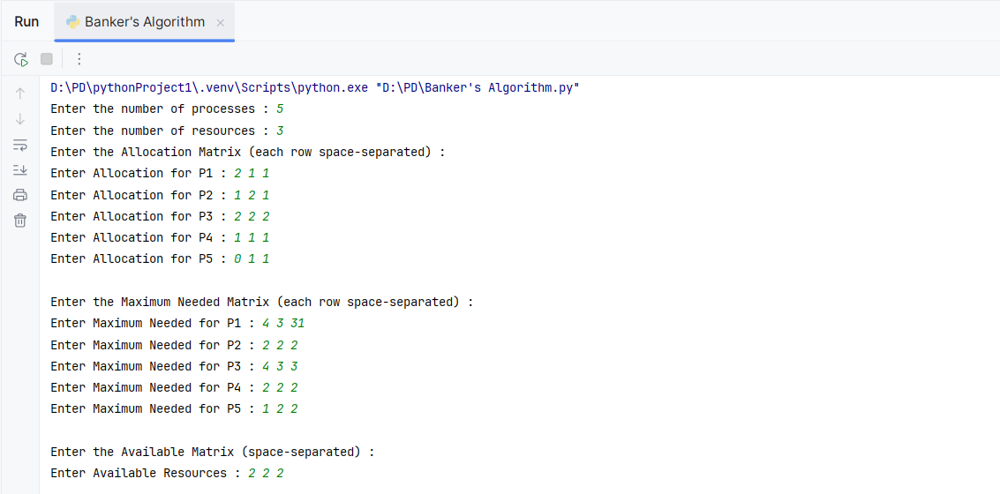 Run
Banker's Algorithm
D:\PD\pythonProject1\.venv\Scripts\python.exe "D:\PD\Banker's Algorithm.py"
Enter the number of processes : 5
Enter the number of resources : 3
Enter the Allocation Matrix (each row space-separated) :
Enter Allocation for P1 : 2 1 1
Enter Allocation for P2 : 1 2 1
Enter Allocation for P3 : 2 2 2
Enter Allocation for P4 : 1 1 1
Enter Allocation for P5 : 0 1 1
Enter the Maximum Needed Matrix (each row space-separated) :
Enter Maximum Needed for P1 : 4 3 31
Enter Maximum Needed for P2 : 2 2 2
Enter Maximum Needed for P3 : 4 3 3
Enter Maximum Needed for P4 : 2 2 2
Enter Maximum Needed for P5 : 1 2 2
Enter the Available Matrix (space-separated) :
Enter Available Resources : 2 2 2